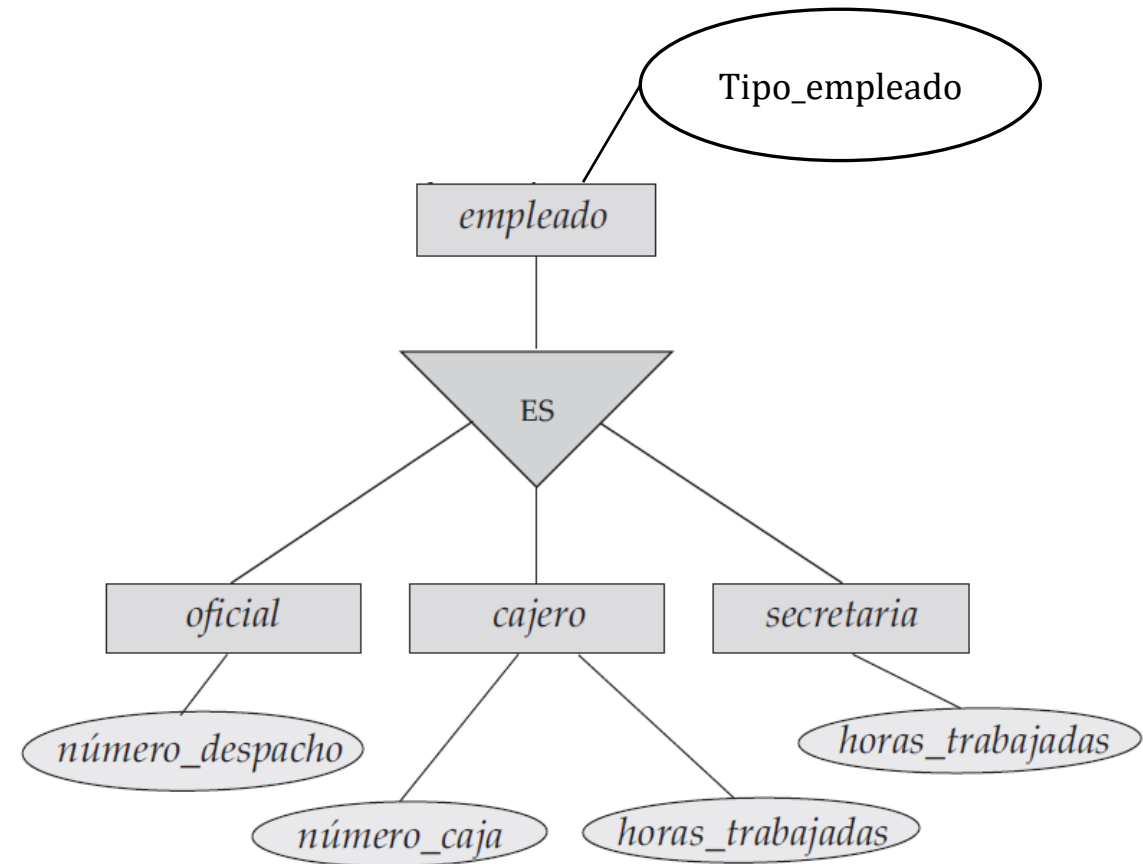 Tipo_empleado
empleado
ES
oficial
cajero
secretaria
número_despacho
horas_trabajadas
número_caja
horas_trabajadas